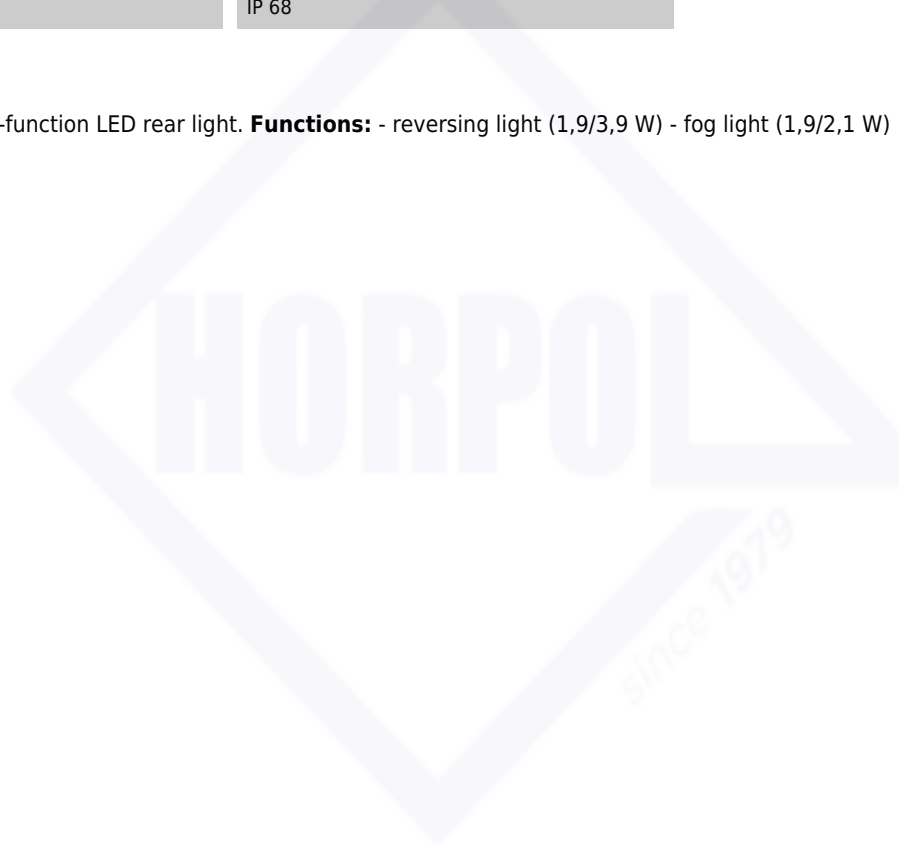 IP 68
-function LED rear light. Functions: - reversing light (1,9/3,9 W) - fog light (1,9/2,1 W)
HORPOL
since 1979